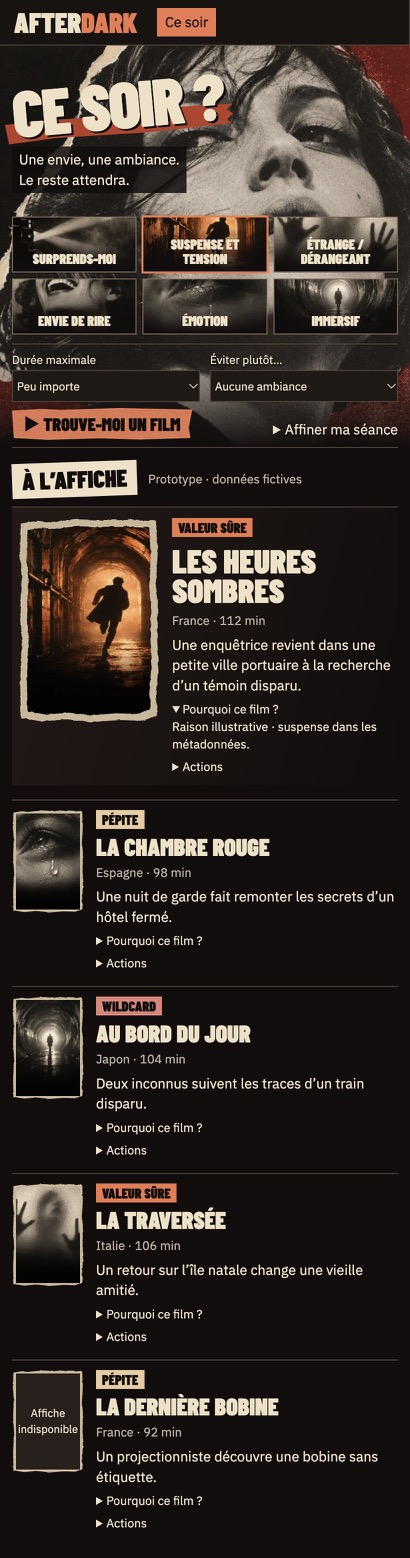 AFTERDARK
Ce soir
CE SOIR ?
Une envie, une ambiance.
Le reste attendra.
SURPRENDS-MOI
SUSPENSE ET
TENSION
ÉTRANGE /
DÉRANGEANT
ENVIE DE RIRE
ÉMOTION
IMMERSIF
Durée maximale
Éviter plutôt…
Peu importe
Aucune ambiance
▶ TROUVE-MOI UN FILM
▶ Affiner ma séance
À L’AFFICHE
Prototype · données fictives
VALEUR SÛRE
LES HEURES
SOMBRES
France · 112 min
Une enquêtrice revient dans une
petite ville portuaire à la recherche
d’un témoin disparu.
▼ Pourquoi ce film ?
Raison illustrative · suspense dans les
métadonnées.
▶ Actions
PÉPITE
LA CHAMBRE ROUGE
Espagne · 98 min
Une nuit de garde fait remonter les secrets d’un
hôtel fermé.
▶ Pourquoi ce film ?
▶ Actions
WILDCARD
AU BORD DU JOUR
Japon · 104 min
Deux inconnus suivent les traces d’un train
disparu.
▶ Pourquoi ce film ?
▶ Actions
VALEUR SÛRE
LA TRAVERSÉE
Italie · 106 min
Un retour sur l’île natale change une vieille
amitié.
▶ Pourquoi ce film ?
▶ Actions
Affiche
indisponible
PÉPITE
LA DERNIÈRE BOBINE
France · 92 min
Un projectionniste découvre une bobine sans
étiquette.
▶ Pourquoi ce film ?
▶ Actions